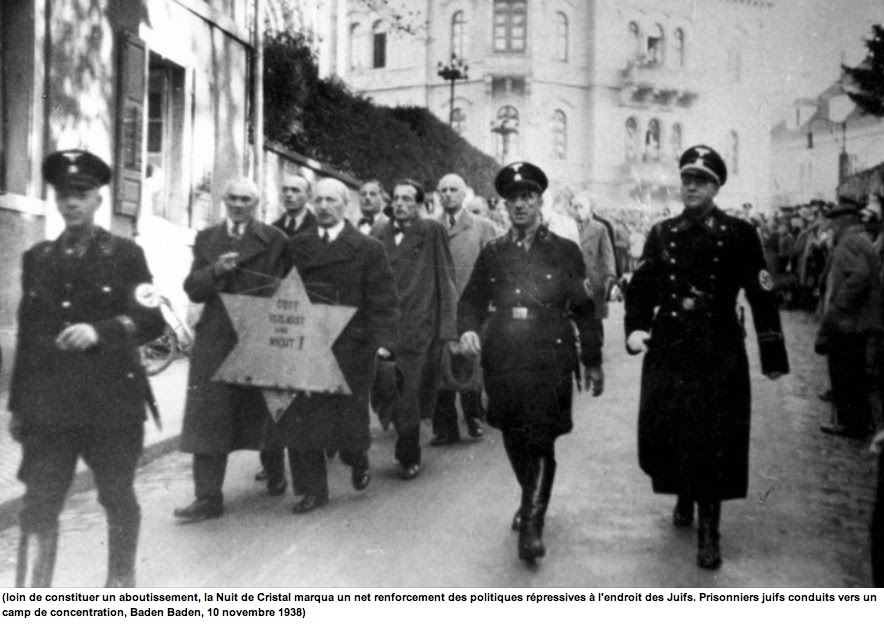 GOTT
VERLASST
UNS
NICHT !
(loin de constituer un aboutissement, la Nuit de Cristal marqua un net renforcement des politiques répressives à l'endroit des Juifs. Prisonniers juifs conduits vers un
camp de concentration, Baden Baden, 10 novembre 1938)